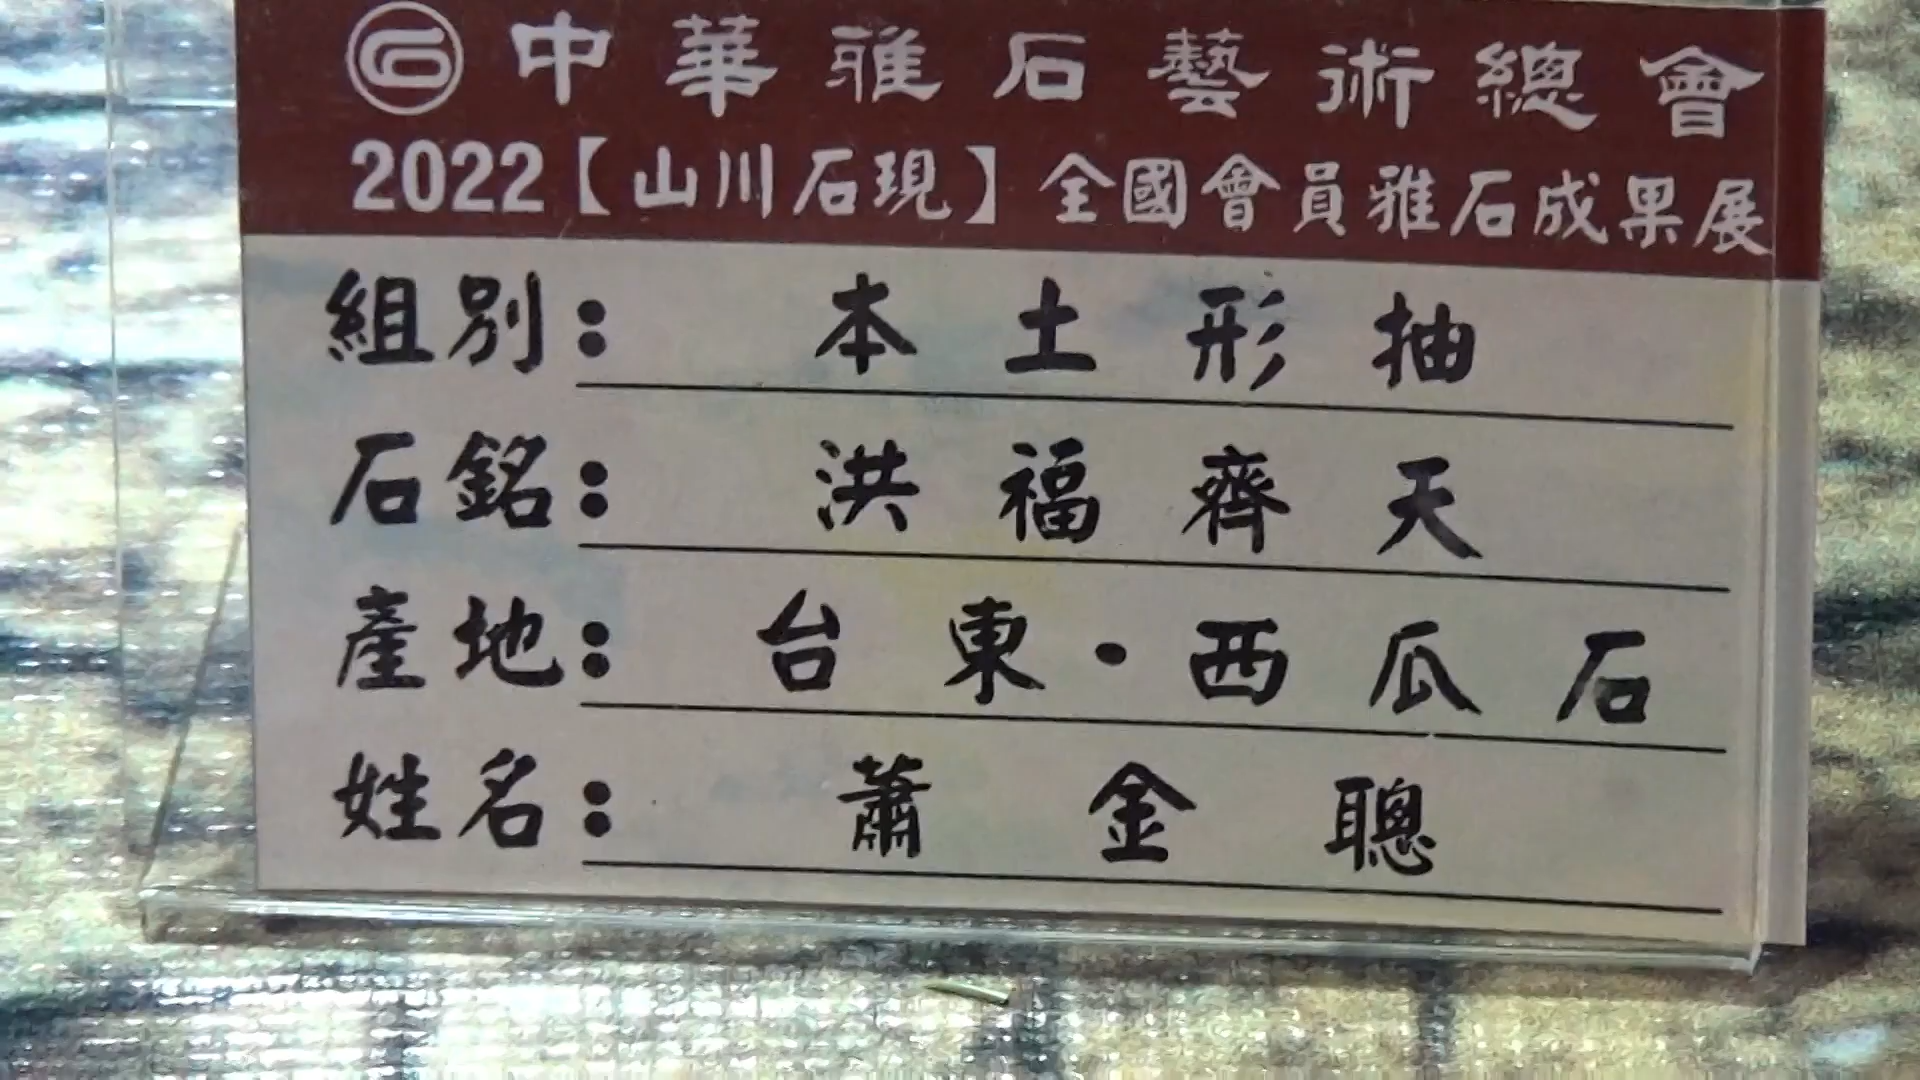 中華雅石藝術總會
2022【山川石現】全國會員雅石成果展
組別：本土形抽
石銘：洪福齊天
產地：台東·西瓜石
姓名：蕭金聰